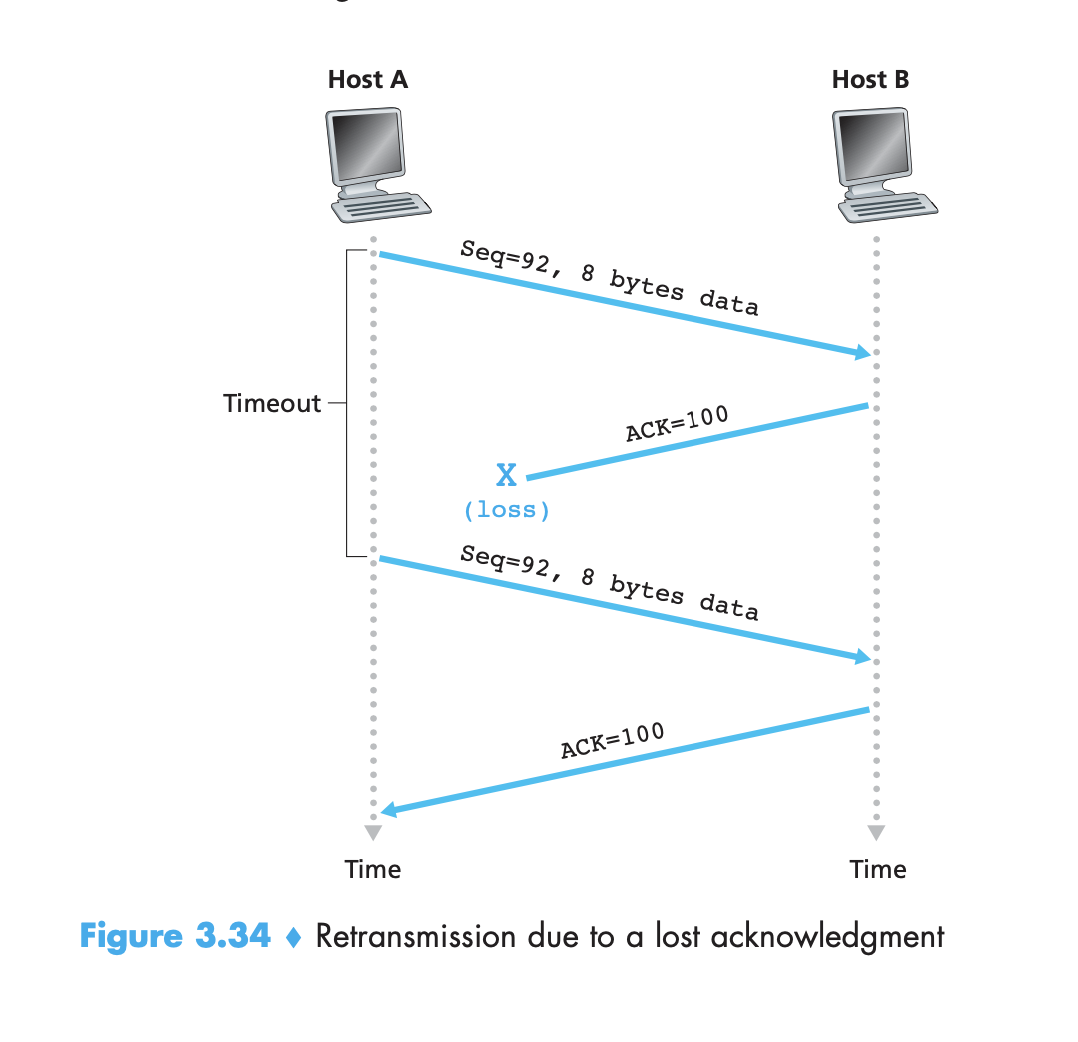 Host A
Host B
Seq=92, 8 bytes data
Timeout
ACK=100
X
(loss)
Seq=92, 8 bytes data
ACK=100
Time
Time
Figure 3.34 ♦ Retransmission due to a lost acknowledgment